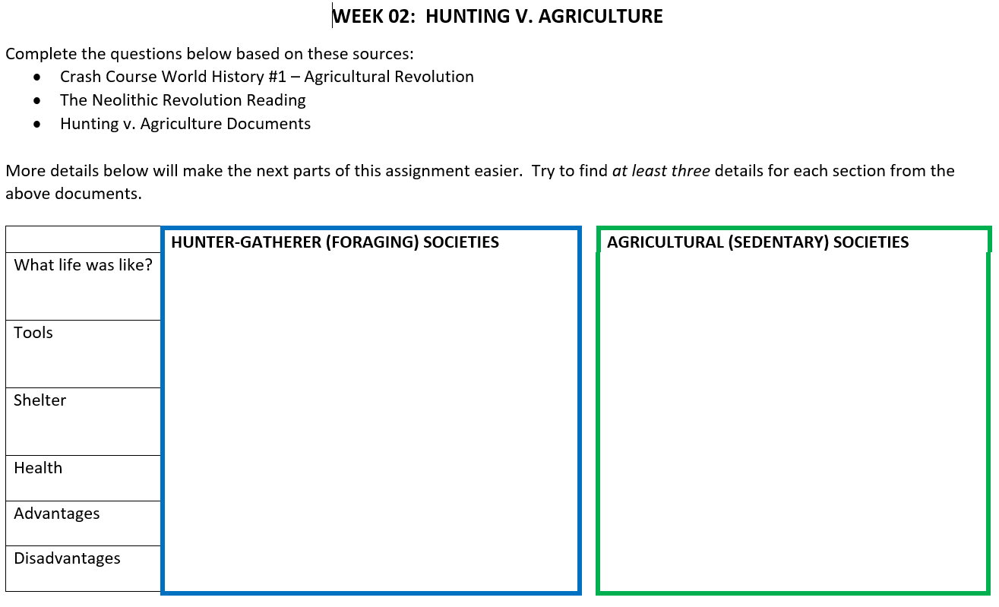 WEEK 02:  HUNTING V. AGRICULTURE
Complete the questions below based on these sources:
• Crash Course World History #1 – Agricultural Revolution
• The Neolithic Revolution Reading
• Hunting v. Agriculture Documents
More details below will make the next parts of this assignment easier.  Try to find at least three details for each section from the
above documents.
HUNTER-GATHERER (FORAGING) SOCIETIES
AGRICULTURAL (SEDENTARY) SOCIETIES
What life was like?
Tools
Shelter
Health
Advantages
Disadvantages